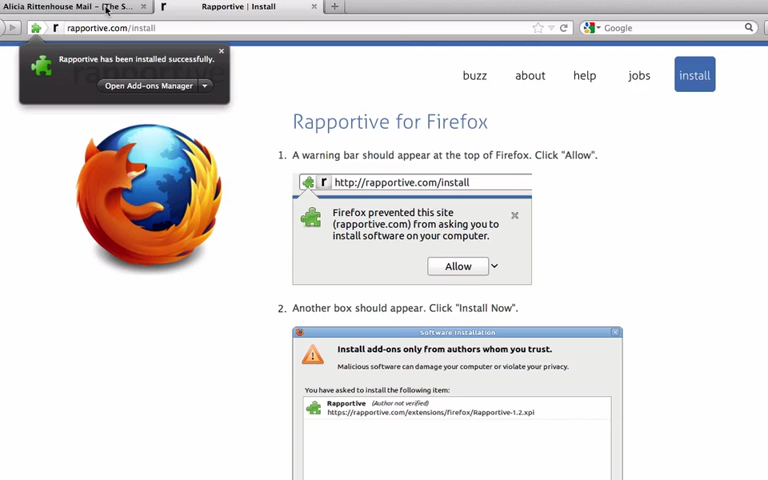 Alicia Rittenhouse Mail – [The S...
r Rapportive | Install
r rapportive.com/install
Google
Rapportive has been installed successfully.
Open Add-ons Manager
buzz about help jobs install
Rapportive for Firefox
1. A warning bar should appear at the top of Firefox. Click "Allow".
r http://rapportive.com/install
Firefox prevented this site
(rapportive.com) from asking you to
install software on your computer.
Allow
2. Another box should appear. Click "Install Now".
Software Installation
Install add-ons only from authors whom you trust.
Malicious software can damage your computer or violate your privacy.
You have asked to install the following item:
Rapportive (Author not verified)
https://rapportive.com/extensions/firefox/Rapportive-1.2.xpi